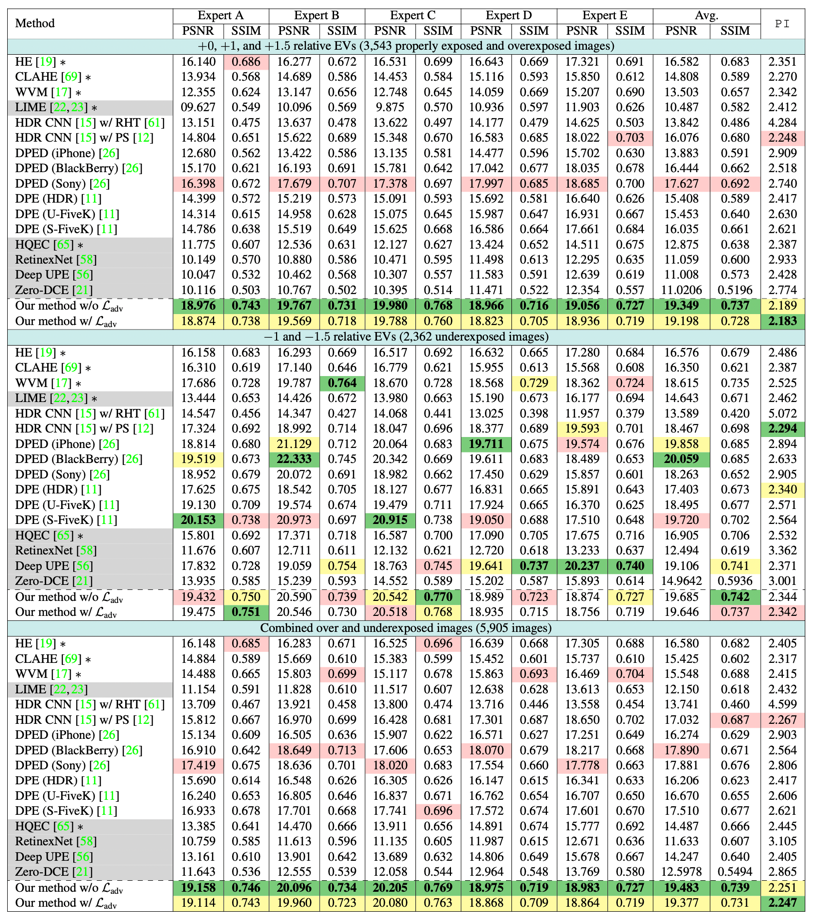 Method Expert A Expert B Expert C Expert D Expert E Avg. PI
PSNR SSIM PSNR SSIM PSNR SSIM PSNR SSIM PSNR SSIM PSNR SSIM
+0, +1, and +1.5 relative EVs (3,543 properly exposed and overexposed images)
HE [19] * 16.140 0.686 16.277 0.672 16.531 0.699 16.643 0.669 17.321 0.691 16.582 0.683 2.351
CLAHE [69] * 13.934 0.568 14.689 0.586 14.453 0.584 15.116 0.593 15.850 0.612 14.808 0.589 2.270
WVM [17] * 12.355 0.624 13.147 0.656 12.748 0.645 14.059 0.669 15.207 0.690 13.503 0.657 2.342
LIME [22,23] * 09.627 0.549 10.096 0.569 9.875 0.570 10.936 0.597 11.903 0.626 10.487 0.582 2.412
HDR CNN [15] w/ RHT [61] 13.151 0.475 13.637 0.478 13.622 0.497 14.177 0.479 14.625 0.503 13.842 0.486 4.284
HDR CNN [15] w/ PS [12] 14.804 0.651 15.622 0.689 15.348 0.670 16.583 0.685 18.022 0.703 16.076 0.680 2.248
DPED (iPhone) [26] 12.680 0.562 13.422 0.586 13.135 0.581 14.477 0.596 15.702 0.630 13.883 0.591 2.909
DPED (BlackBerry) [26] 15.170 0.621 16.193 0.691 15.781 0.642 17.042 0.677 18.035 0.678 16.444 0.662 2.518
DPED (Sony) [26] 16.398 0.672 17.679 0.707 17.378 0.697 17.997 0.685 18.685 0.700 17.627 0.692 2.740
DPE (HDR) [11] 14.399 0.572 15.219 0.573 15.091 0.593 15.692 0.581 16.640 0.626 15.408 0.589 2.417
DPE (U-FiveK) [11] 14.314 0.615 14.958 0.628 15.075 0.645 15.987 0.647 16.931 0.667 15.453 0.640 2.630
DPE (S-FiveK) [11] 14.786 0.638 15.519 0.649 15.625 0.668 16.586 0.664 17.661 0.684 16.035 0.661 2.621
HQEC [65] * 11.775 0.607 12.536 0.631 12.127 0.627 13.424 0.652 14.511 0.675 12.875 0.638 2.387
RetinexNet [58] 10.149 0.570 10.880 0.586 10.471 0.595 11.498 0.613 12.295 0.635 11.059 0.600 2.933
Deep UPE [56] 10.047 0.532 10.462 0.568 10.307 0.557 11.583 0.591 12.639 0.619 11.008 0.573 2.428
Zero-DCE [21] 10.116 0.503 10.767 0.502 10.395 0.514 11.471 0.522 12.354 0.557 11.0206 0.5196 2.774
Our method w/o ℒadv 18.976 0.743 19.767 0.731 19.980 0.768 18.966 0.716 19.056 0.727 19.349 0.737 2.189
Our method w/ ℒadv 18.874 0.738 19.569 0.718 19.788 0.760 18.823 0.705 18.936 0.719 19.198 0.728 2.183
−1 and −1.5 relative EVs (2,362 underexposed images)
HE [19] * 16.158 0.683 16.293 0.669 16.517 0.692 16.632 0.665 17.280 0.684 16.576 0.679 2.486
CLAHE [69] * 16.310 0.619 17.140 0.646 16.779 0.621 15.955 0.613 15.568 0.608 16.350 0.621 2.387
WVM [17] * 17.686 0.728 19.787 0.764 18.670 0.728 18.568 0.729 18.362 0.724 18.615 0.735 2.525
LIME [22,23] * 13.444 0.653 14.426 0.672 13.980 0.663 15.190 0.673 16.177 0.694 14.643 0.671 2.462
HDR CNN [15] w/ RHT [61] 14.547 0.456 14.347 0.427 14.068 0.441 13.025 0.398 11.957 0.379 13.589 0.420 5.072
HDR CNN [15] w/ PS [12] 17.324 0.692 18.992 0.714 18.047 0.696 18.377 0.689 19.593 0.701 18.467 0.698 2.294
DPED (iPhone) [26] 18.814 0.680 21.129 0.712 20.064 0.683 19.711 0.675 19.574 0.676 19.858 0.685 2.894
DPED (BlackBerry) [26] 19.519 0.673 22.333 0.745 20.342 0.669 19.611 0.683 18.489 0.653 20.059 0.685 2.633
DPED (Sony) [26] 18.952 0.679 20.072 0.691 18.982 0.662 17.450 0.629 15.857 0.601 18.263 0.652 2.905
DPE (HDR) [11] 17.625 0.675 18.542 0.705 18.127 0.677 16.831 0.665 15.891 0.643 17.403 0.673 2.340
DPE (U-FiveK) [11] 19.130 0.709 19.574 0.674 19.479 0.711 17.924 0.665 16.370 0.625 18.495 0.677 2.571
DPE (S-FiveK) [11] 20.153 0.738 20.973 0.697 20.915 0.738 19.050 0.688 17.510 0.648 19.720 0.702 2.564
HQEC [65] * 15.801 0.692 17.371 0.718 16.587 0.700 17.090 0.705 17.675 0.716 16.905 0.706 2.532
RetinexNet [58] 11.676 0.607 12.711 0.611 12.132 0.621 12.720 0.618 13.233 0.637 12.494 0.619 3.362
Deep UPE [56] 17.832 0.728 19.059 0.754 18.763 0.745 19.641 0.737 20.237 0.740 19.106 0.741 2.371
Zero-DCE [21] 13.935 0.585 15.239 0.593 14.552 0.589 15.202 0.587 15.893 0.614 14.9642 0.5936 3.001
Our method w/o ℒadv 19.432 0.750 20.590 0.739 20.542 0.770 18.989 0.723 18.874 0.727 19.685 0.742 2.344
Our method w/ ℒadv 19.475 0.751 20.546 0.730 20.518 0.768 18.935 0.715 18.756 0.719 19.646 0.737 2.342
Combined over and underexposed images (5,905 images)
HE [19] * 16.148 0.685 16.283 0.671 16.525 0.696 16.639 0.668 17.305 0.688 16.580 0.682 2.405
CLAHE [69] * 14.884 0.589 15.669 0.610 15.383 0.599 15.452 0.601 15.737 0.610 15.425 0.602 2.317
WVM [17] * 14.488 0.665 15.803 0.699 15.117 0.678 15.863 0.693 16.469 0.704 15.548 0.688 2.415
LIME [22,23] 11.154 0.591 11.828 0.610 11.517 0.607 12.638 0.628 13.613 0.653 12.150 0.618 2.432
HDR CNN [15] w/ RHT [61] 13.709 0.467 13.921 0.458 13.800 0.474 13.716 0.446 13.558 0.454 13.741 0.460 4.599
HDR CNN [15] w/ PS [12] 15.812 0.667 16.970 0.699 16.428 0.681 17.301 0.687 18.650 0.702 17.032 0.687 2.267
DPED (iPhone) [26] 15.134 0.609 16.505 0.636 15.907 0.622 16.571 0.627 17.251 0.649 16.274 0.629 2.903
DPED (BlackBerry) [26] 16.910 0.642 18.649 0.713 17.606 0.653 18.070 0.679 18.217 0.668 17.890 0.671 2.564
DPED (Sony) [26] 17.419 0.675 18.636 0.701 18.020 0.683 17.554 0.660 17.778 0.663 17.881 0.676 2.806
DPE (HDR) [11] 15.690 0.614 16.548 0.626 16.305 0.626 16.147 0.615 16.341 0.633 16.206 0.623 2.417
DPE (U-FiveK) [11] 16.240 0.653 16.805 0.646 16.837 0.671 16.762 0.654 16.707 0.650 16.670 0.655 2.606
DPE (S-FiveK) [11] 16.933 0.678 17.701 0.668 17.741 0.696 17.572 0.674 17.601 0.670 17.510 0.677 2.621
HQEC [65] * 13.385 0.641 14.470 0.666 13.911 0.656 14.891 0.674 15.777 0.692 14.487 0.666 2.445
RetinexNet [58] 10.759 0.585 11.613 0.596 11.135 0.605 11.987 0.615 12.671 0.636 11.633 0.607 3.105
Deep UPE [56] 13.161 0.610 13.901 0.642 13.689 0.632 14.806 0.649 15.678 0.667 14.247 0.640 2.405
Zero-DCE [21] 11.643 0.536 12.555 0.539 12.058 0.544 12.964 0.548 13.769 0.580 12.5978 0.5494 2.865
Our method w/o ℒadv 19.158 0.746 20.096 0.734 20.205 0.769 18.975 0.719 18.983 0.727 19.483 0.739 2.251
Our method w/ ℒadv 19.114 0.743 19.960 0.723 20.080 0.763 18.868 0.709 18.864 0.719 19.377 0.731 2.247